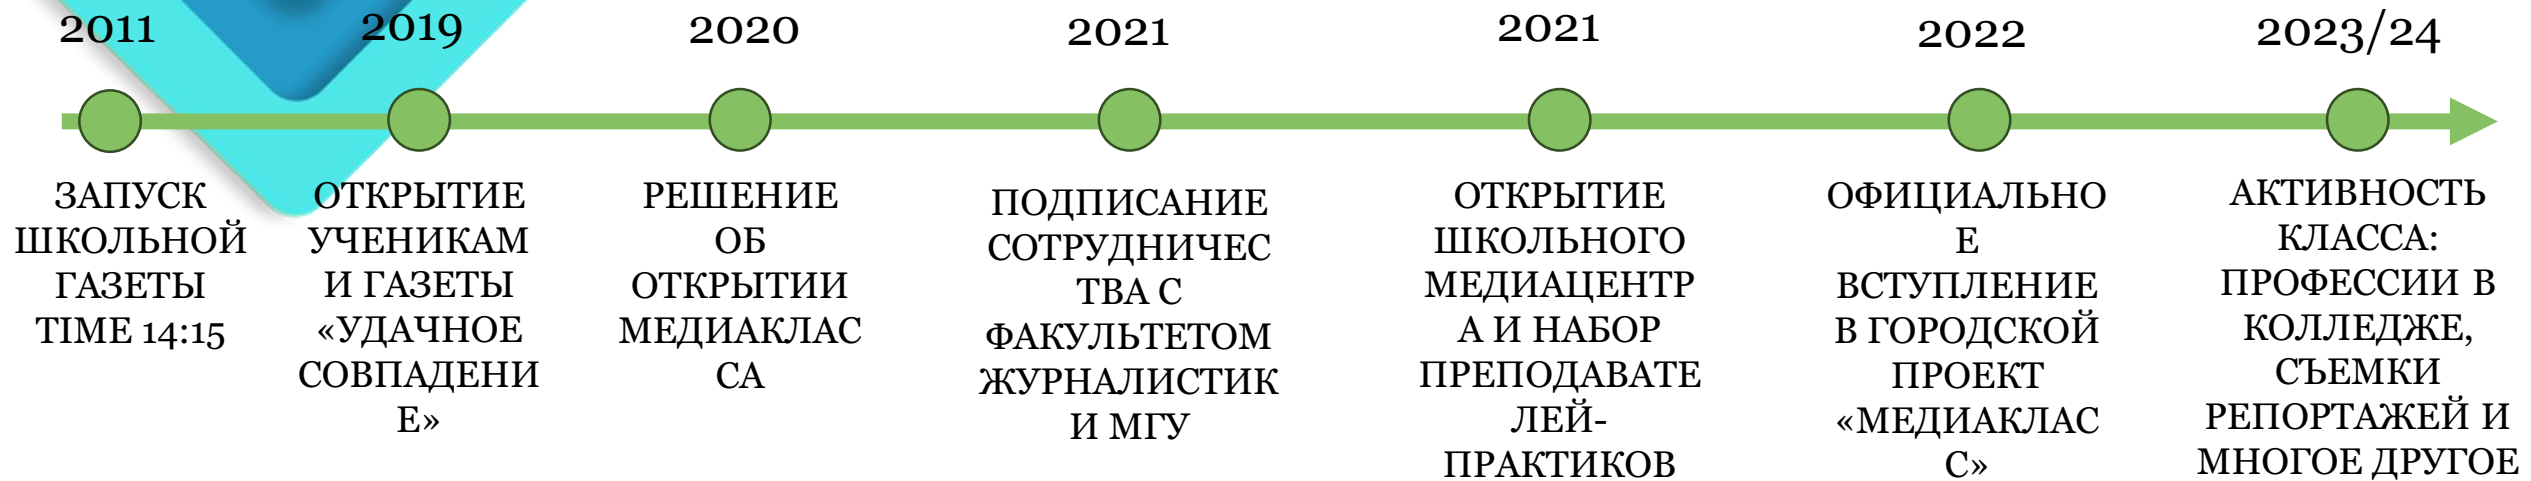 2011
ЗАПУСК
ШКОЛЬНОЙ
ГАЗЕТЫ
TIME 14:15
2019
ОТКРЫТИЕ
УЧЕНИКАМ
И ГАЗЕТЫ
«УДАЧНОЕ
СОВПАДЕНИ
Е»
2020
РЕШЕНИЕ
ОБ
ОТКРЫТИИ
МЕДИАКЛАС
СА
2021
ПОДПИСАНИЕ
СОТРУДНИЧЕС
ТВА С
ФАКУЛЬТЕТОМ
ЖУРНАЛИСТИК
И МГУ
2021
ОТКРЫТИЕ
ШКОЛЬНОГО
МЕДИАЦЕНТР
А И НАБОР
ПРЕПОДАВАТЕ
ЛЕЙ-
ПРАКТИКОВ
2022
ОФИЦИАЛЬНО
Е
ВСТУПЛЕНИЕ
В ГОРОДСКОЙ
ПРОЕКТ
«МЕДИАКЛАС
С»
2023/24
АКТИВНОСТЬ
КЛАССА:
ПРОФЕССИИ В
КОЛЛЕДЖЕ,
СЪЕМКИ
РЕПОРТАЖЕЙ И
МНОГОЕ ДРУГОЕ